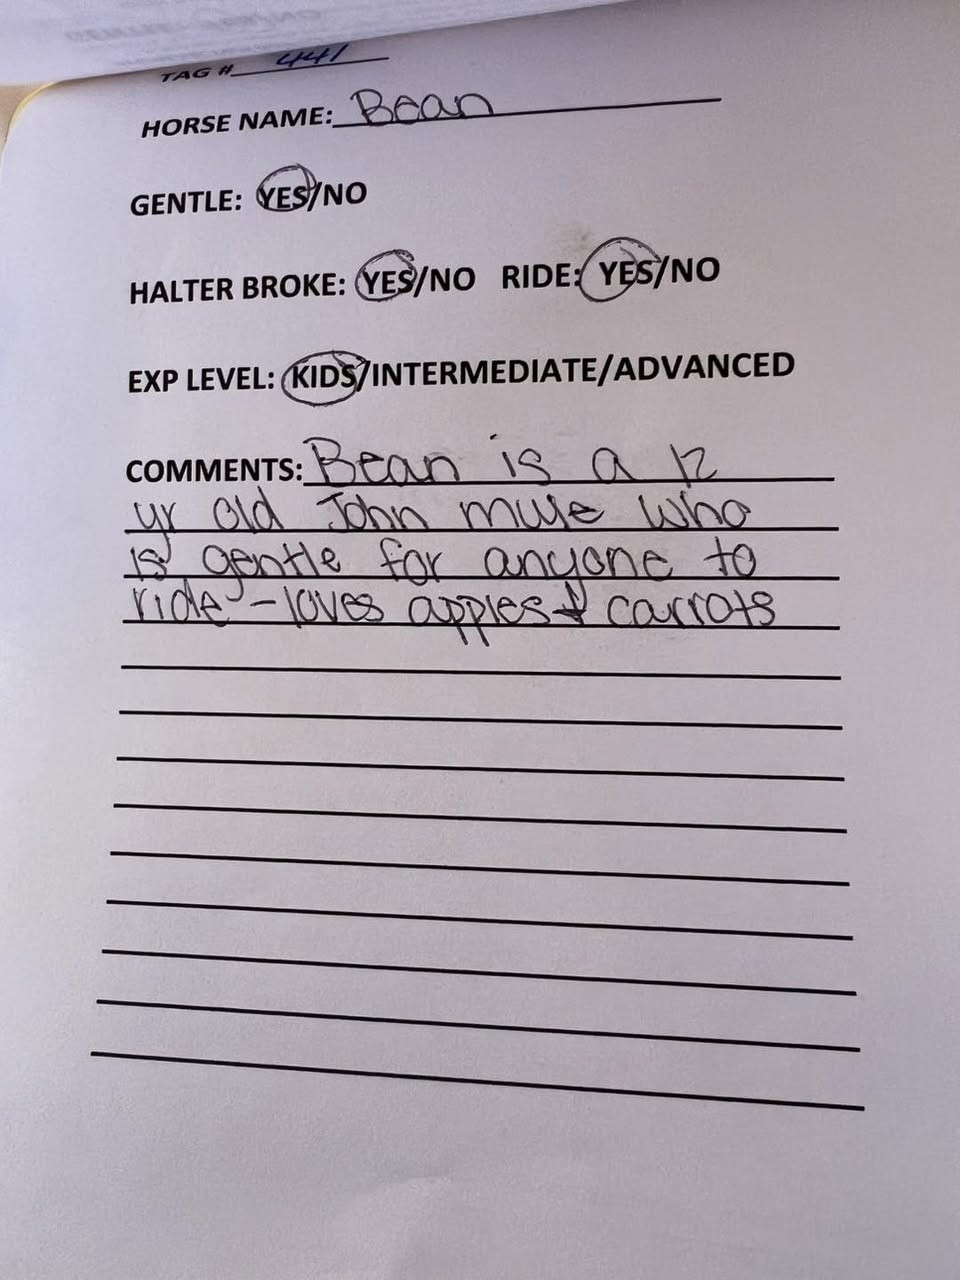 TAG # 441
HORSE NAME: Bean
GENTLE: YES/NO
HALTER BROKE: YES/NO RIDE: YES/NO
EXP LEVEL: KIDS/INTERMEDIATE/ADVANCED
COMMENTS: Bean is a 12
yr old John mule who
is gentle for anyone to
ride - loves apples & carrots